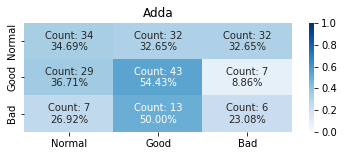 Adda
Normal
Count: 34
34.69%
Count: 32
32.65%
Count: 32
32.65%
Good
Count: 29
36.71%
Count: 43
54.43%
Count: 7
8.86%
Bad
Count: 7
26.92%
Count: 13
50.00%
Count: 6
23.08%
Normal
Good
Bad
1.0
0.8
0.6
0.4
0.2
0.0